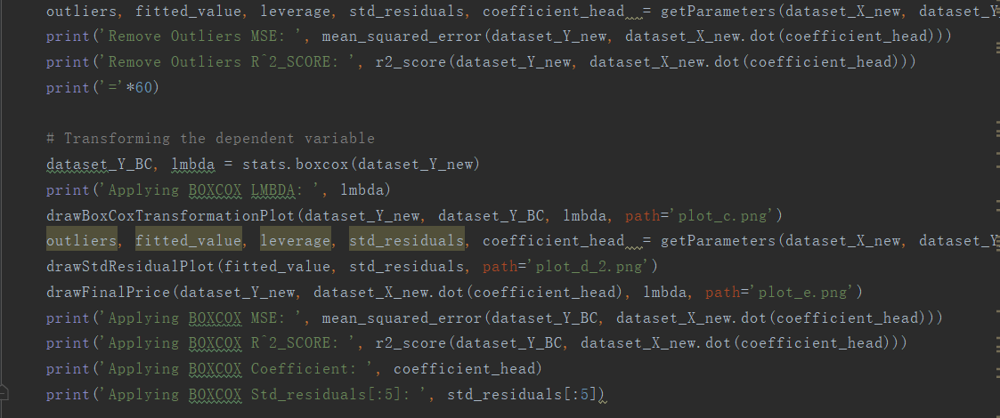 outliers, fitted_value, leverage, std_residuals, coefficient_head = getParameters(dataset_X_new, dataset_Y
print('Remove Outliers MSE: ', mean_squared_error(dataset_Y_new, dataset_X_new.dot(coefficient_head)))
print('Remove Outliers R^2_SCORE: ', r2_score(dataset_Y_new, dataset_X_new.dot(coefficient_head)))
print('='*60)
# Transforming the dependent variable
dataset_Y_BC, lmbda = stats.boxcox(dataset_Y_new)
print('Applying BOXCOX LMBDA: ', lmbda)
drawBoxCoxTransformationPlot(dataset_Y_new, dataset_Y_BC, lmbda, path='plot_c.png')
outliers, fitted_value, leverage, std_residuals, coefficient_head = getParameters(dataset_X_new, dataset_Y
drawStdResidualPlot(fitted_value, std_residuals, path='plot_d_2.png')
drawFinalPrice(dataset_Y_new, dataset_X_new.dot(coefficient_head), lmbda, path='plot_e.png')
print('Applying BOXCOX MSE: ', mean_squared_error(dataset_Y_BC, dataset_X_new.dot(coefficient_head)))
print('Applying BOXCOX R^2_SCORE: ', r2_score(dataset_Y_BC, dataset_X_new.dot(coefficient_head)))
print('Applying BOXCOX Coefficient: ', coefficient_head)
print('Applying BOXCOX Std_residuals[:5]: ', std_residuals[:5])